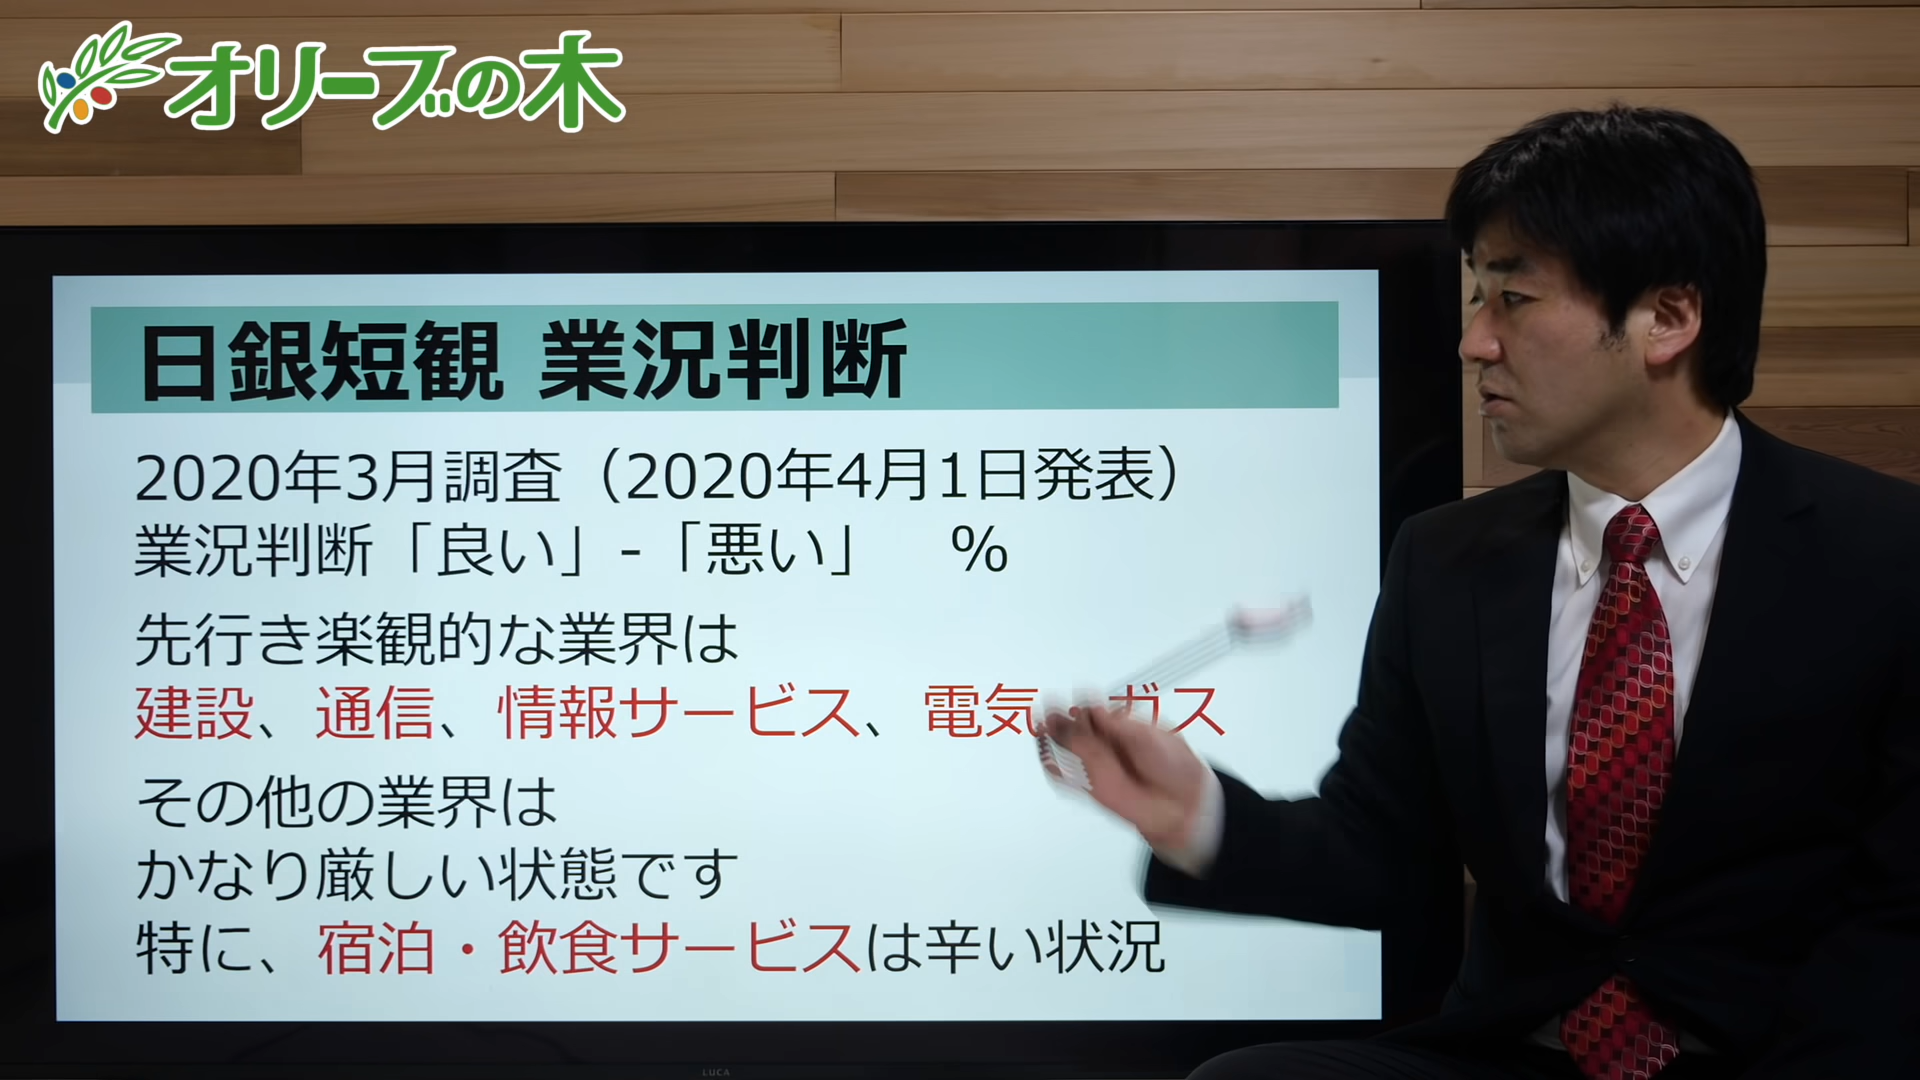 オリーブの木
日銀短観 業況判断
2020年3月調査（2020年4月1日発表）
業況判断「良い」-「悪い」　%
先行き楽観的な業界は
建設、通信、情報サービス、電気・ガス
その他の業界は
かなり厳しい状態です
特に、宿泊・飲食サービスは辛い状況
LUCA